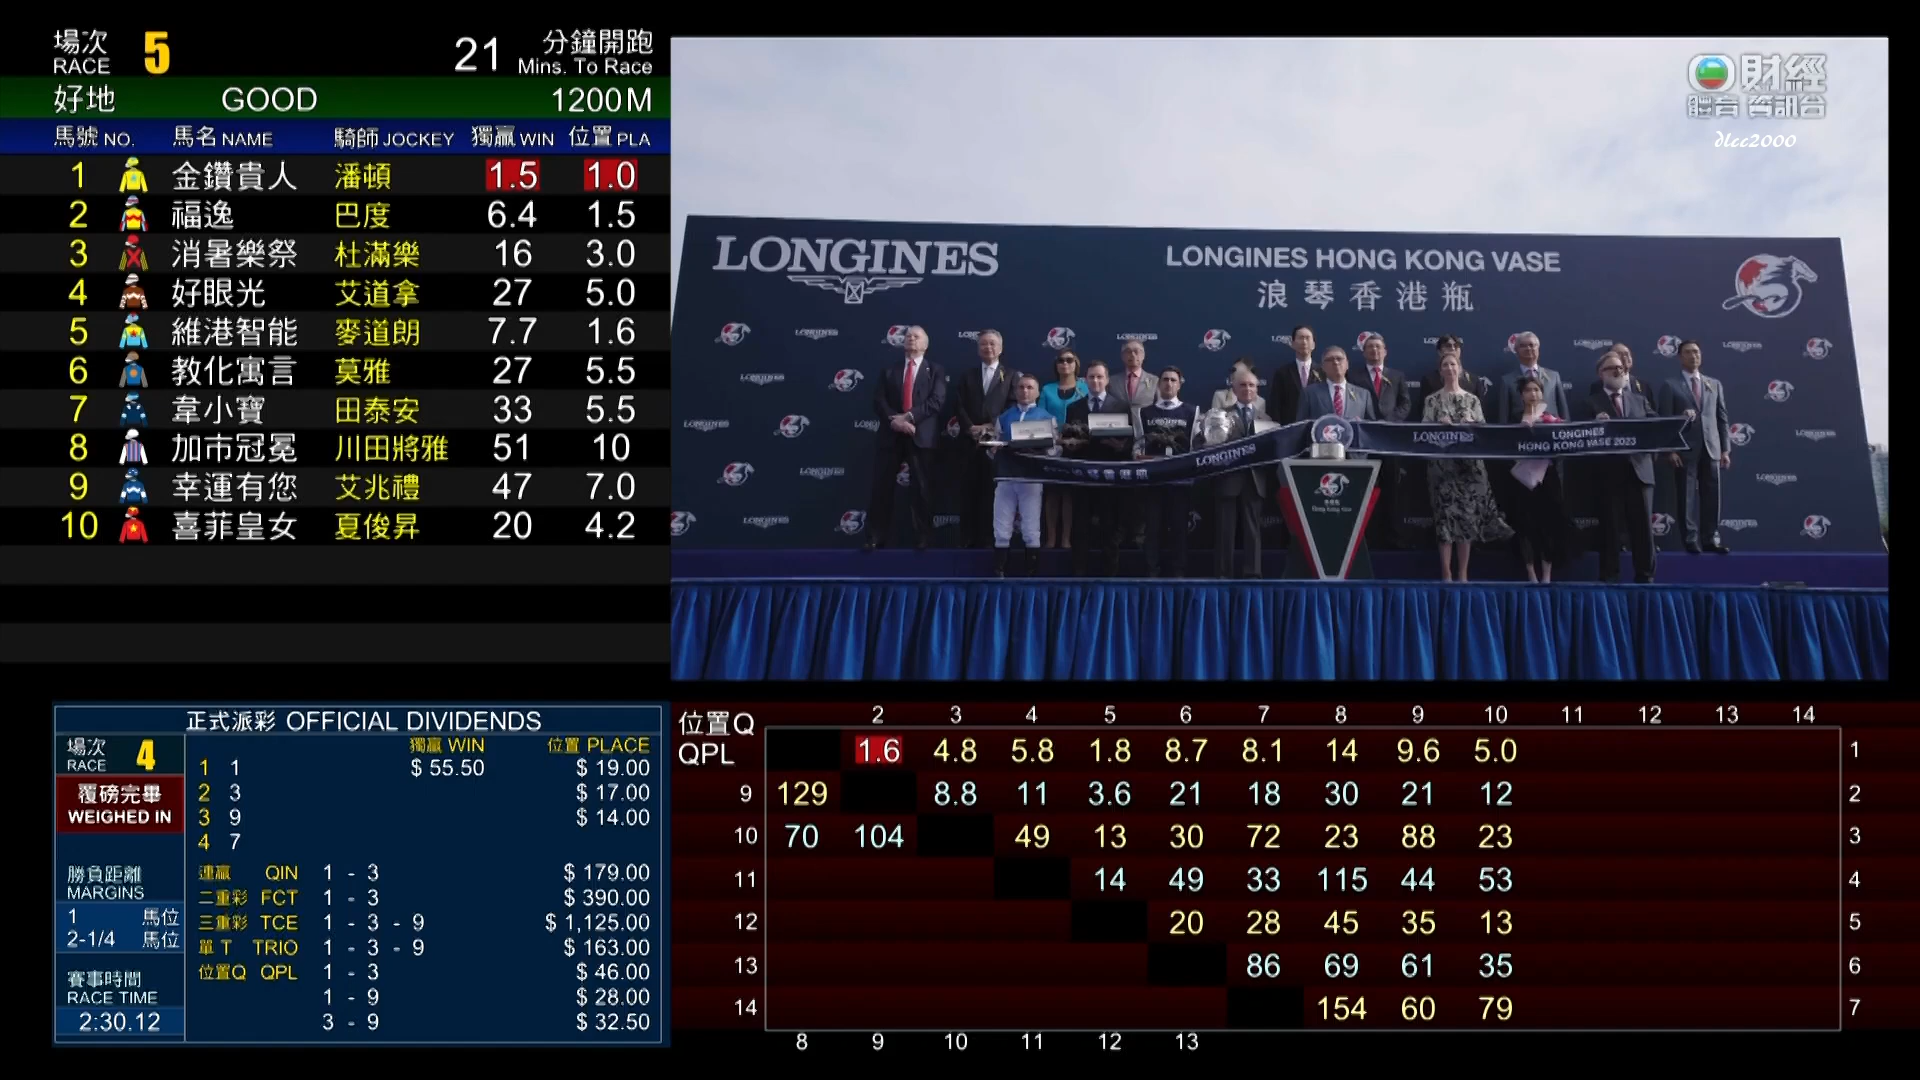 場次 RACE 5 21 分鐘開跑 Mins. To Race
好地 GOOD 1200M
馬號 NO. 馬名 NAME 騎師 JOCKEY 獨贏 WIN 位置 PLA
1 金鑽貴人 潘頓 1.5 1.0
2 福逸 巴度 6.4 1.5
3 消暑樂祭 杜滿樂 16 3.0
4 好眼光 艾道拿 27 5.0
5 維港智能 麥道朗 7.7 1.6
6 教化寓言 莫雅 27 5.5
7 韋小寶 田泰安 33 5.5
8 加市冠冕 川田將雅 51 10
9 幸運有您 艾兆禮 47 7.0
10 喜菲皇女 夏俊昇 20 4.2
財經
體育 資訊台
dlcc2000
LONGINES
LONGINES HONG KONG VASE
浪琴香港瓶
LONGINES
LONGINES
LONGINES
HONG KONG VASE 2023
正式派彩 OFFICIAL DIVIDENDS
場次 RACE 4
獨贏 WIN 位置 PLACE
1 1 $ 55.50 $ 19.00
2 3 $ 17.00
3 9 $ 14.00
4 7
覆磅完畢
WEIGHED IN
勝負距離
MARGINS
1 馬位
2-1/4 馬位
賽事時間
RACE TIME
2:30.12
連贏 QIN 1 - 3 $ 179.00
二重彩 FCT 1 - 3 $ 390.00
三重彩 TCE 1 - 3 - 9 $ 1,125.00
單T TRIO 1 - 3 - 9 $ 163.00
位置Q QPL 1 - 3 $ 46.00
1 - 9 $ 28.00
3 - 9 $ 32.50
位置Q
QPL
2 3 4 5 6 7 8 9 10 11 12 13 14
1.6 4.8 5.8 1.8 8.7 8.1 14 9.6 5.0 1
9 129 8.8 11 3.6 21 18 30 21 12 2
10 70 104 49 13 30 72 23 88 23 3
11 14 49 33 115 44 53 4
12 20 28 45 35 13 5
13 86 69 61 35 6
14 154 60 79 7
8 9 10 11 12 13